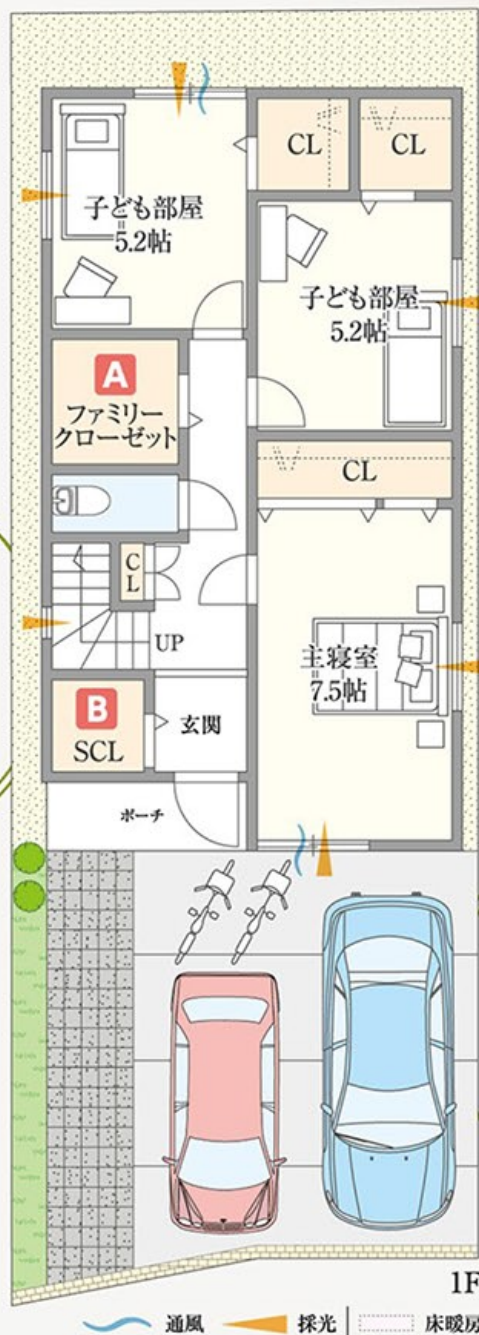 CL
CL
子ども部屋
5.2帖
子ども部屋
5.2帖
A
ファミリー
クローゼット
CL
CL
UP
主寝室
7.5帖
B
SCL
玄関
ポーチ
1F
通風
採光
床暖房